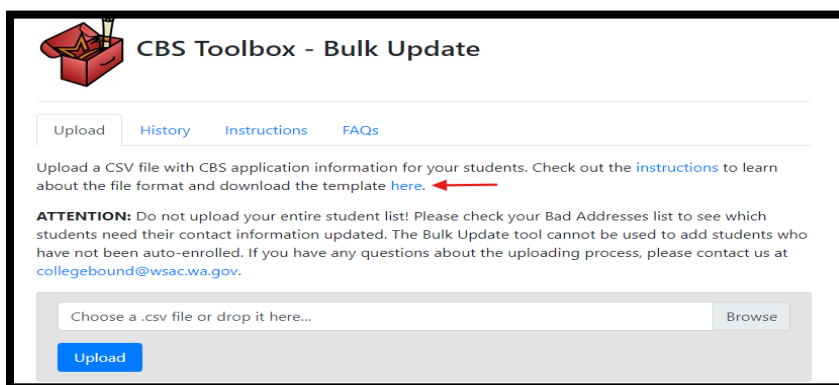 CBS Toolbox - Bulk Update
Upload History Instructions FAQs
Upload a CSV file with CBS application information for your students. Check out the instructions to learn
about the file format and download the template here.
ATTENTION: Do not upload your entire student list! Please check your Bad Addresses list to see which
students need their contact information updated. The Bulk Update tool cannot be used to add students who
have not been auto-enrolled. If you have any questions about the uploading process, please contact us at
collegebound@wsac.wa.gov.
Choose a .csv file or drop it here... Browse
Upload